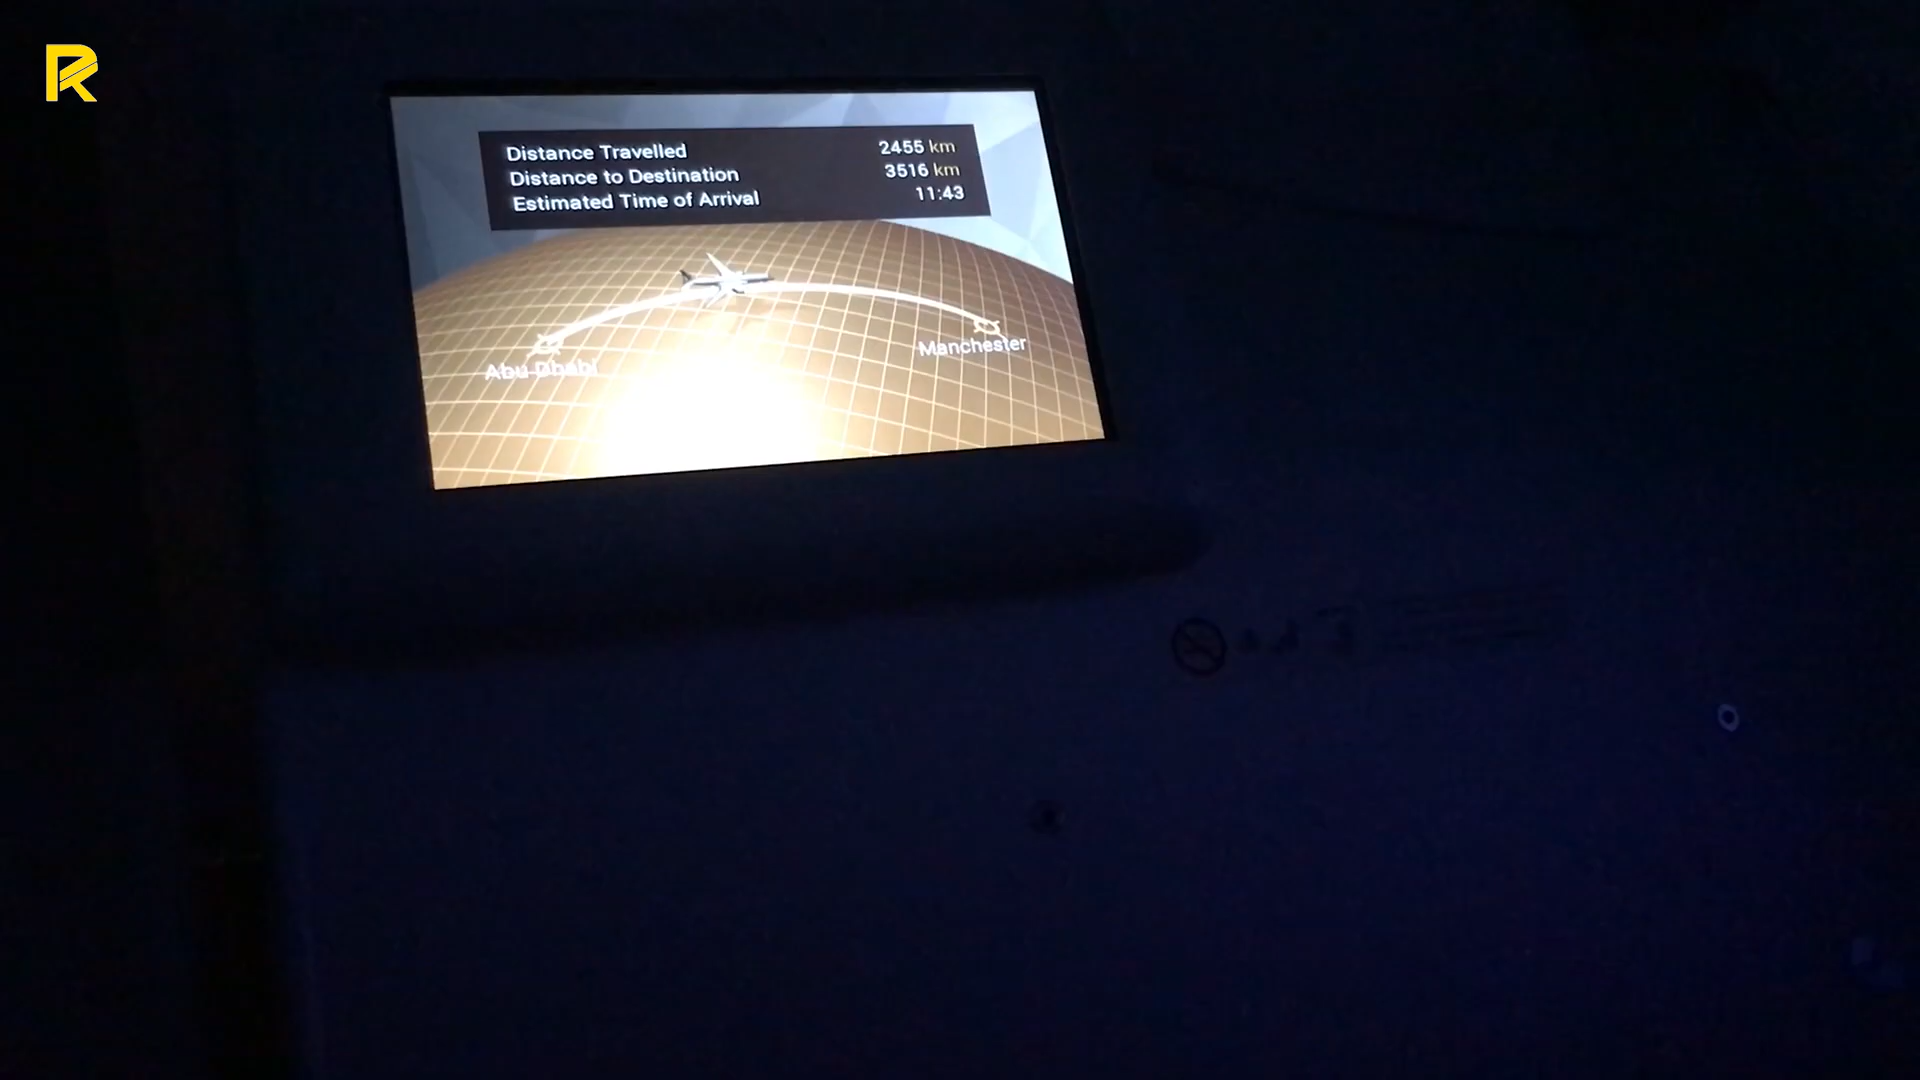 R
Distance Travelled 2455 km
Distance to Destination 3516 km
Estimated Time of Arrival 11:43
Abu Dhabi
Manchester